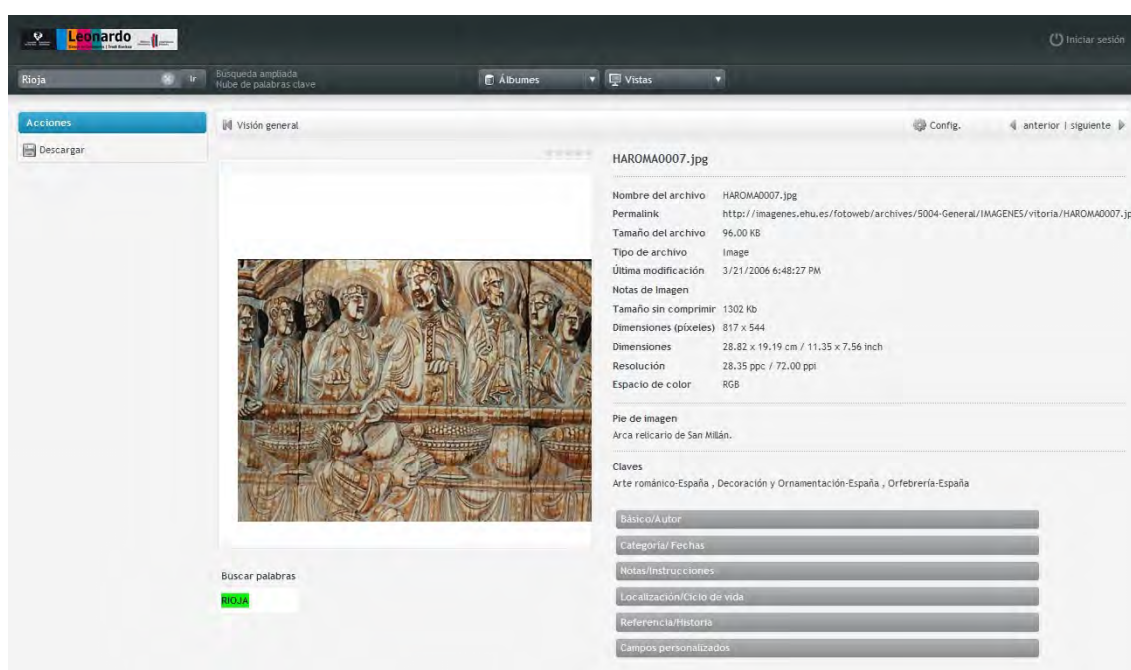 Leonardo
Iniciar sesión
Rioja
Ir
Búsqueda ampliada
Nube de palabras clave
Álbumes
Vistas
Acciones
Descargar
Visión general
Config.
anterior | siguiente
HAROMA0007.jpg
Nombre del archivo HAROMA0007.jpg
Permalink http://imagenes.ehu.es/fotoweb/archives/5004-General/IMAGENES/vitoria/HAROMA0007.jp
Tamaño del archivo 96.00 KB
Tipo de archivo Image
Última modificación 3/21/2006 6:48:27 PM
Notas de Imagen
Tamaño sin comprimir 1302 Kb
Dimensiones (píxeles) 817 x 544
Dimensiones 28.82 x 19.19 cm / 11.35 x 7.56 inch
Resolución 28.35 ppc / 72.00 ppi
Espacio de color RGB
Pie de imagen
Arca relicario de San Millán.
Claves
Arte románico-España , Decoración y Ornamentación-España , Orfebrería-España
Básico/Autor
Categoría/Fechas
Notas/Instrucciones
Localización/Ciclo de vida
Referencia/Historia
Campos personalizados
Buscar palabras
RIOJA